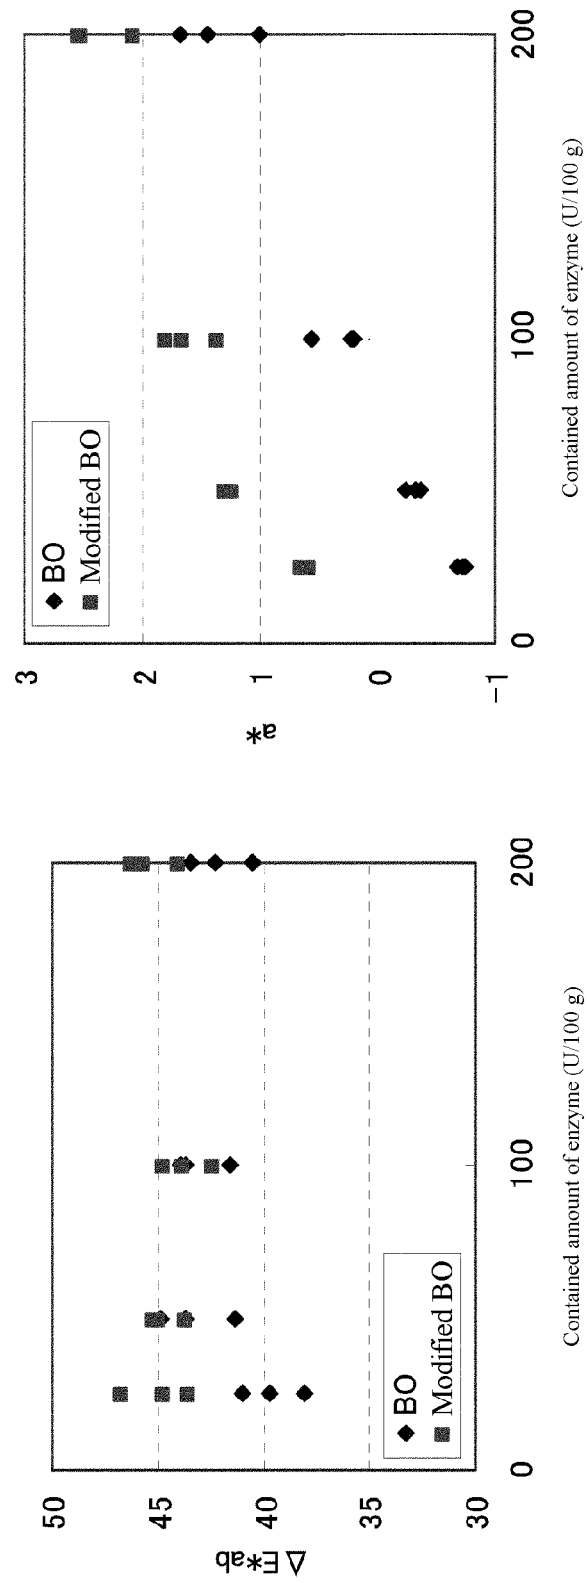 ΔE*ab
50
45
40
35
30
BO
Modified BO
0
100
200
Contained amount of enzyme (U/100 g)
a*
3
2
1
0
−1
BO
Modified BO
0
100
200
Contained amount of enzyme (U/100 g)